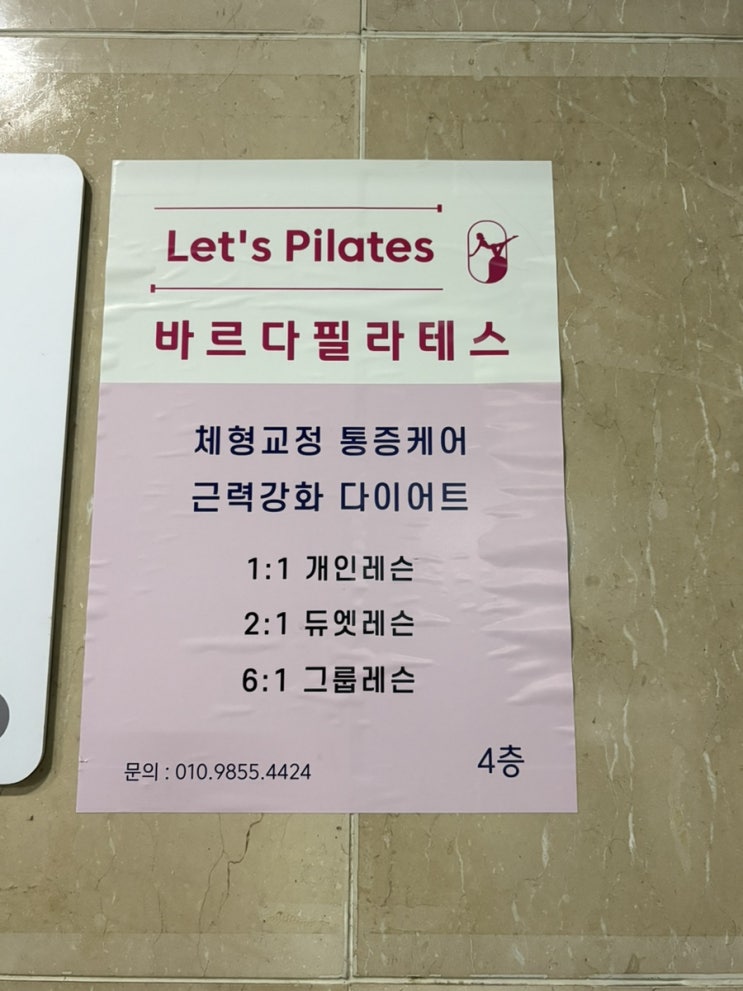 Let's Pilates
바르다필라테스
체형교정 통증케어
근력강화 다이어트
1:1 개인레슨
2:1 듀엣레슨
6:1 그룹레슨
문의 : 010.9855.4424
4층